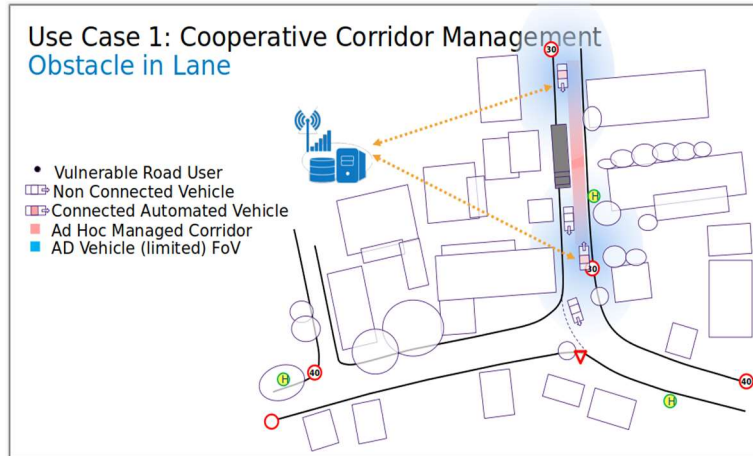 Use Case 1: Cooperative Corridor Management
Obstacle in Lane
Vulnerable Road User
Non Connected Vehicle
Connected Automated Vehicle
Ad Hoc Managed Corridor
AD Vehicle (limited) FoV
30
H
30
H
40
40
H